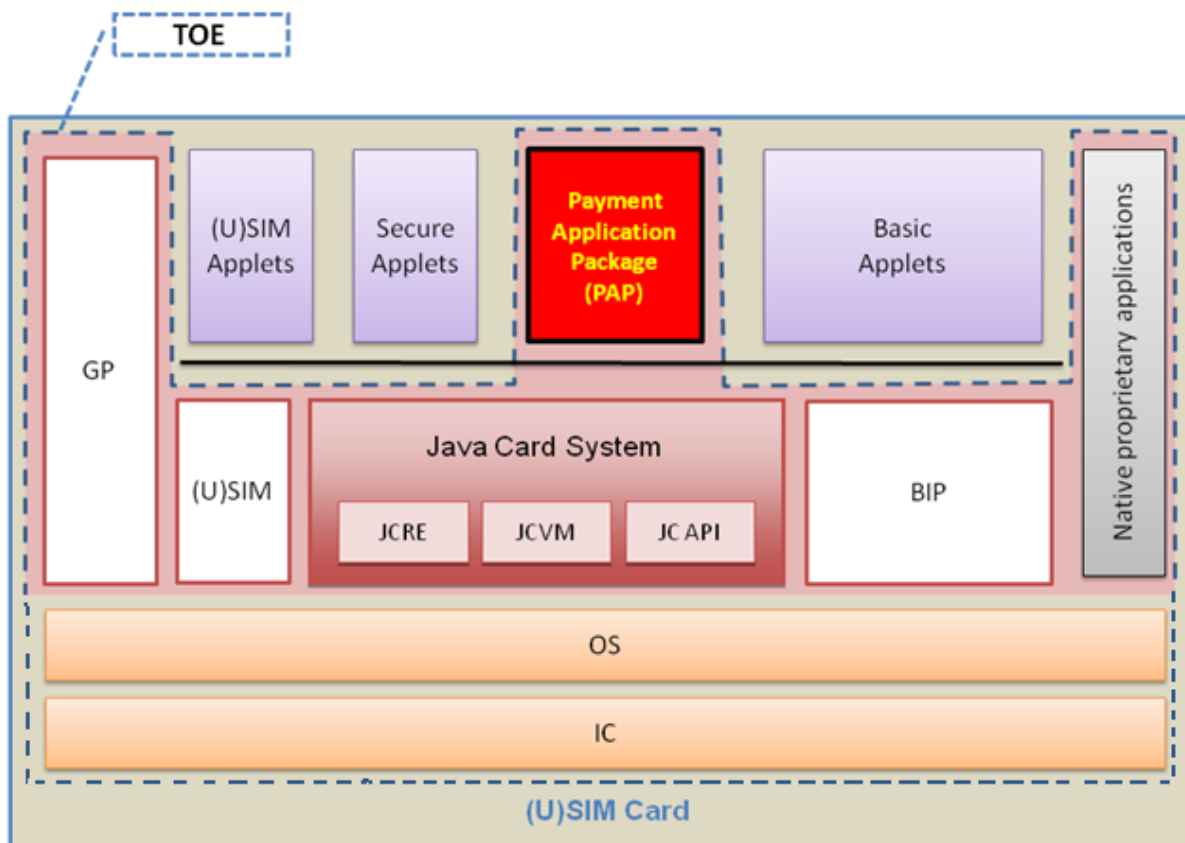 TOE
GP
(U)SIM
Applets
Secure
Applets
Payment
Application
Package
(PAP)
Basic
Applets
Native proprietary applications
(U)SIM
Java Card System
JCRE
JCVM
JC API
BIP
OS
IC
(U)SIM Card